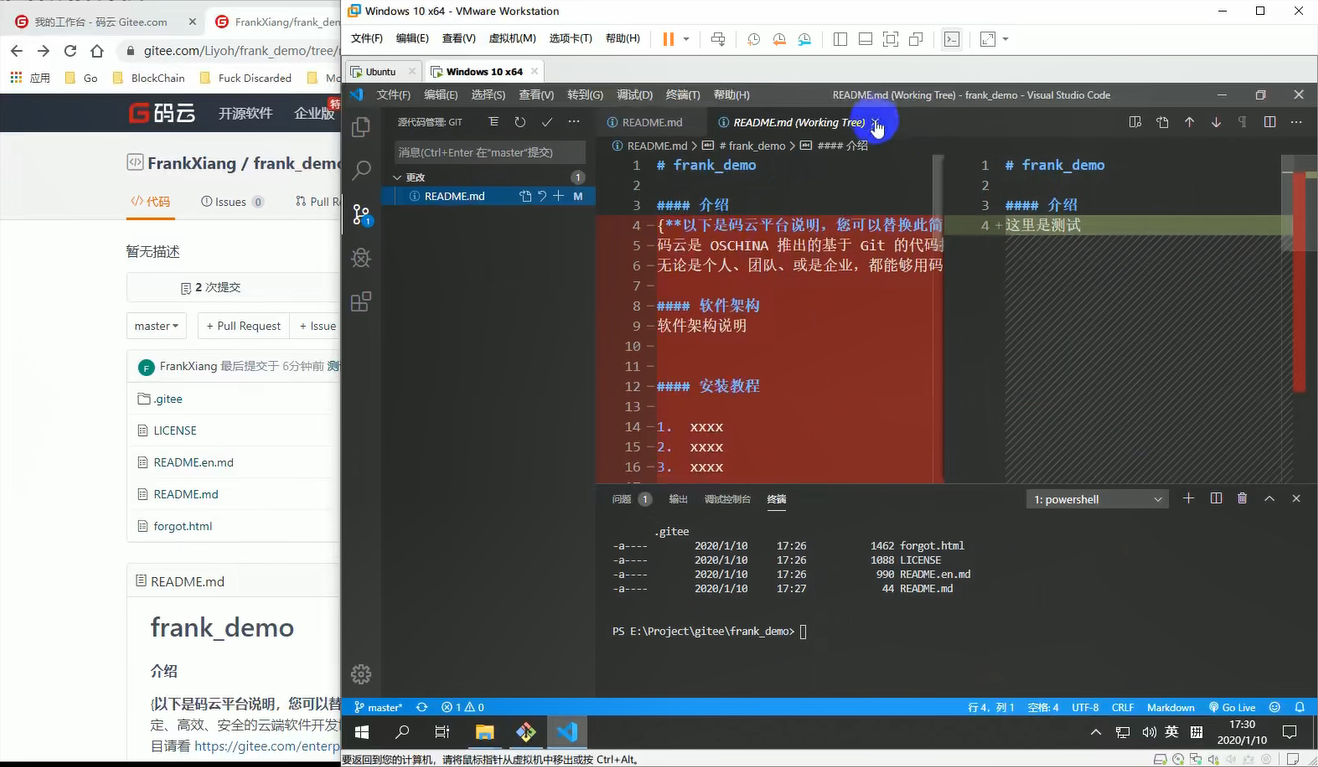 我的工作台 - 码云 Gitee.com
FrankXiang/frank_dem
gitee.com/Liyoh/frank_demo/tree/
应用 Go BlockChain Fuck Discarded
码云 开源软件 企业版 特
FrankXiang / frank_demo
代码 Issues 0 Pull R
暂无描述
2 次提交
master + Pull Request + Issue
FrankXiang 最后提交于 6分钟前
.gitee
LICENSE
README.en.md
README.md
forgot.html
README.md
frank_demo
介绍
{以下是码云平台说明，您可以替
定、高效、安全的云端软件开发
目请看 https://gitee.com/enterp
Windows 10 x64 - VMware Workstation
文件(F) 编辑(E) 查看(V) 虚拟机(M) 选项卡(T) 帮助(H)
Ubuntu Windows 10 x64
文件(F) 编辑(E) 选择(S) 查看(V) 转到(G) 调试(D) 终端(T) 帮助(H) README.md (Working Tree) - frank_demo - Visual Studio Code
源代码管理: GIT
消息(Ctrl+Enter 在"master"提交)
更改 1
README.md M
1
README.md README.md (Working Tree)
README.md > # frank_demo > #### 介绍
1 # frank_demo
2
3 #### 介绍
4 - {**以下是码云平台说明，您可以替换此简
5 - 码云是 OSCHINA 推出的基于 Git 的代码
6 - 无论是个人、团队、或是企业，都能够用码
7 -
8 - #### 软件架构
9 - 软件架构说明
10 -
11 -
12 - #### 安装教程
13 -
14 - 1. xxxx
15 - 2. xxxx
16 - 3. xxxx
1 # frank_demo
2
3 #### 介绍
4 + 这里是测试
问题 1 输出 调试控制台 终端 1: powershell
.gitee
-a---- 2020/1/10 17:26 1462 forgot.html
-a---- 2020/1/10 17:26 1088 LICENSE
-a---- 2020/1/10 17:26 990 README.en.md
-a---- 2020/1/10 17:27 44 README.md
PS E:\Project\gitee\frank_demo>
master* 1 0 行 4，列 1 空格: 4 UTF-8 CRLF Markdown Go Live
英 17:30
2020/1/10
要返回到您的计算机，请将鼠标指针从虚拟机中移出或按 Ctrl+Alt。